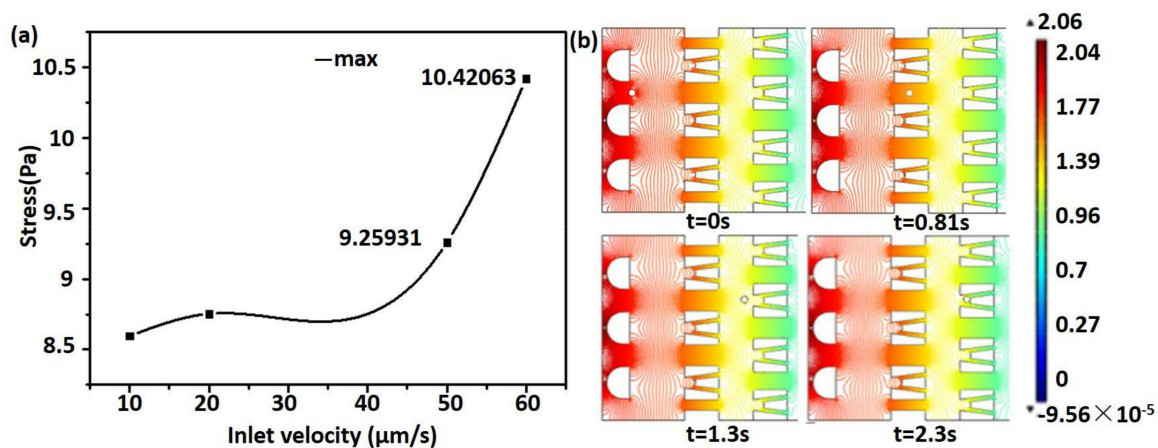 (a)
—max
10.42063
9.25931
10.5
10
9.5
9
8.5
Stress(Pa)
10 20 30 40 50 60
Inlet velocity (μm/s)
(b)
t=0s
t=0.81s
t=1.3s
t=2.3s
▲ 2.06
2.04
1.77
1.39
0.96
0.7
0.27
0
▼-9.56×10⁻⁵